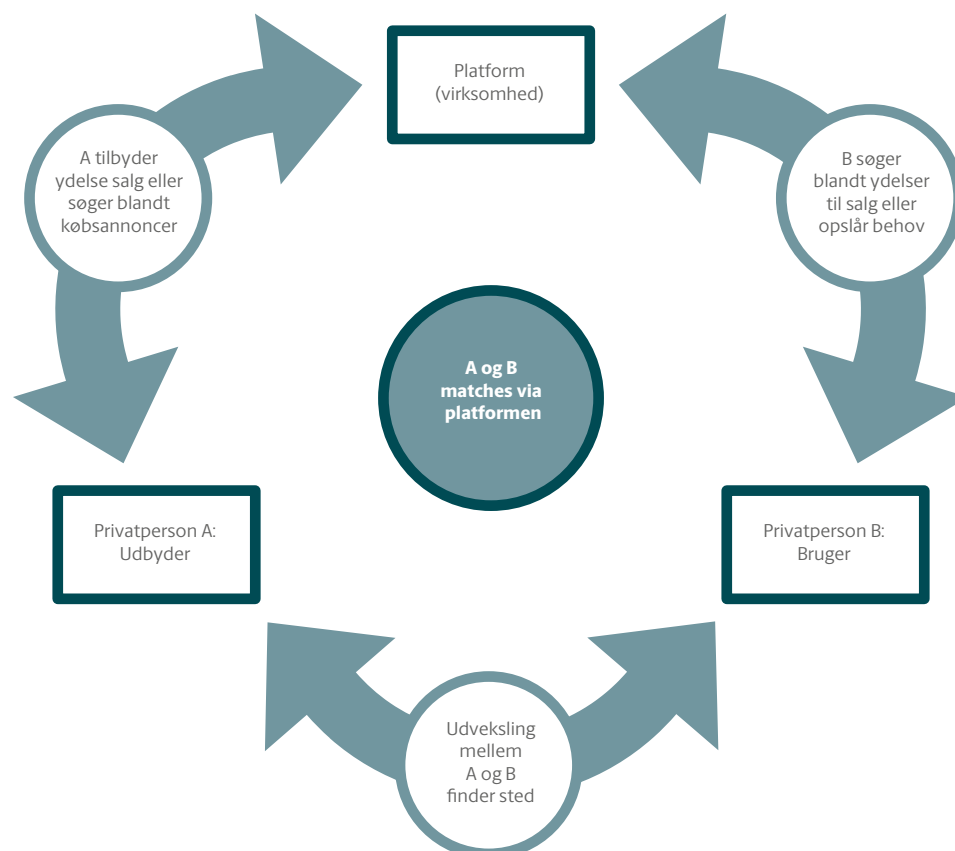 Platform
(virksomhed)
A tilbyder
ydelse salg eller
søger blandt
købsannoncer
B søger
blandt ydelser
til salg eller
opslår behov
A og B
matches via
platformen
Privatperson A:
Udbyder
Privatperson B:
Bruger
Udveksling
mellem
A og B
finder sted